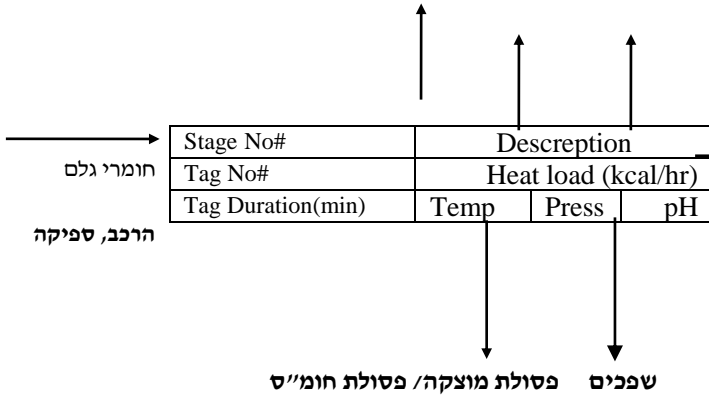 Stage No# Descreption
חומרי גלם
Tag No# Heat load (kcal/hr)
Tag Duration(min) Temp Press pH
הרכב, ספיקה
שפכים פסולת מוצקה/ פסולת חומ״ס